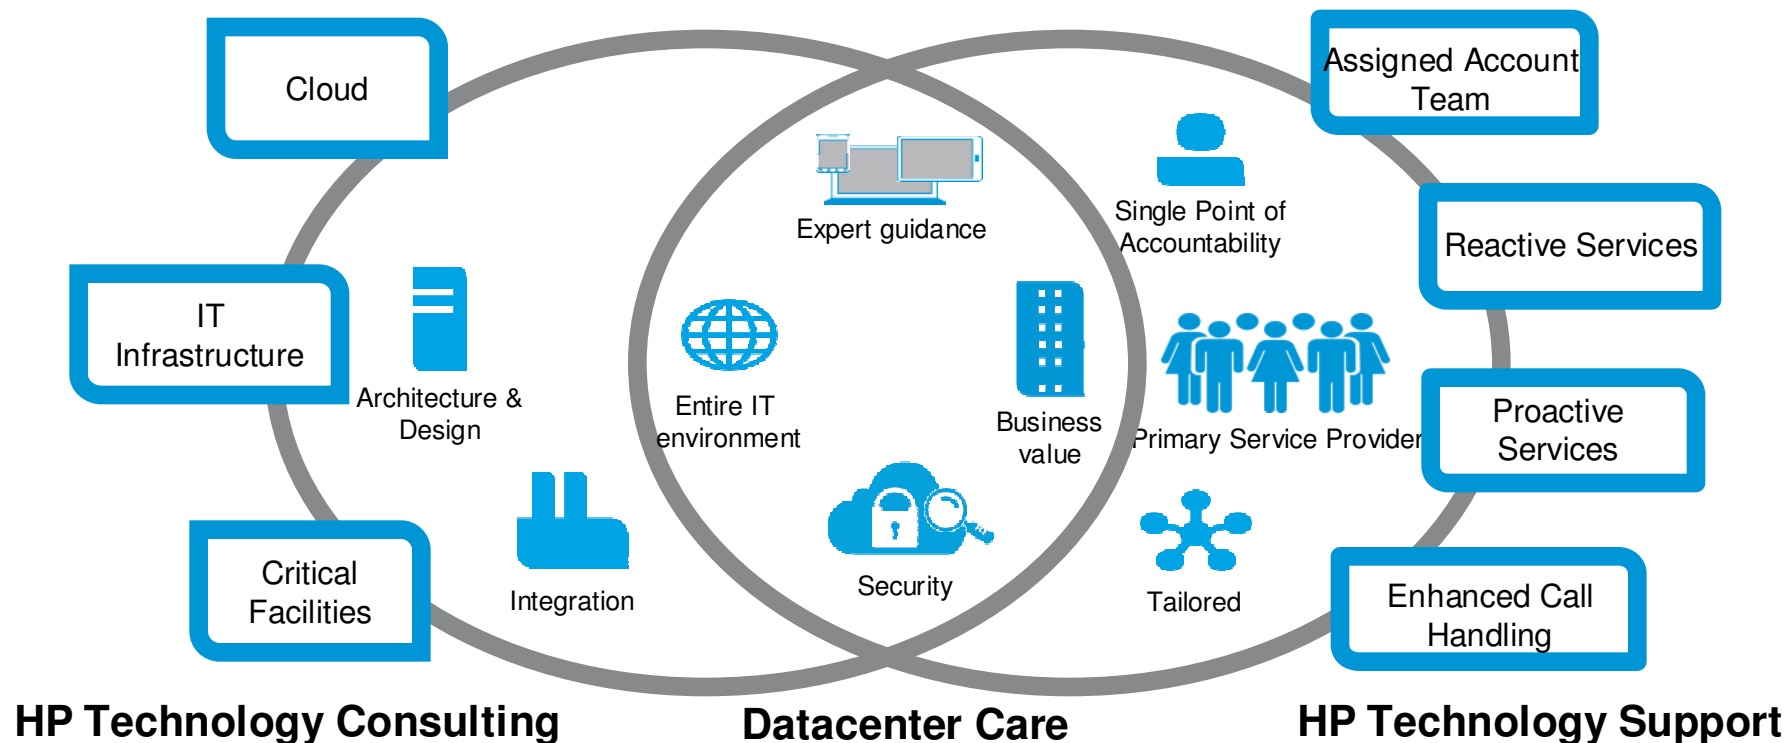 Cloud
IT
Infrastructure
Critical
Facilities
Architecture &
Design
Integration
Expert guidance
Entire IT
environment
Business
value
Security
Single Point of
Accountability
Primary Service Provider
Tailored
Assigned Account
Team
Reactive Services
Proactive
Services
Enhanced Call
Handling
HP Technology Consulting
Datacenter Care
HP Technology Support